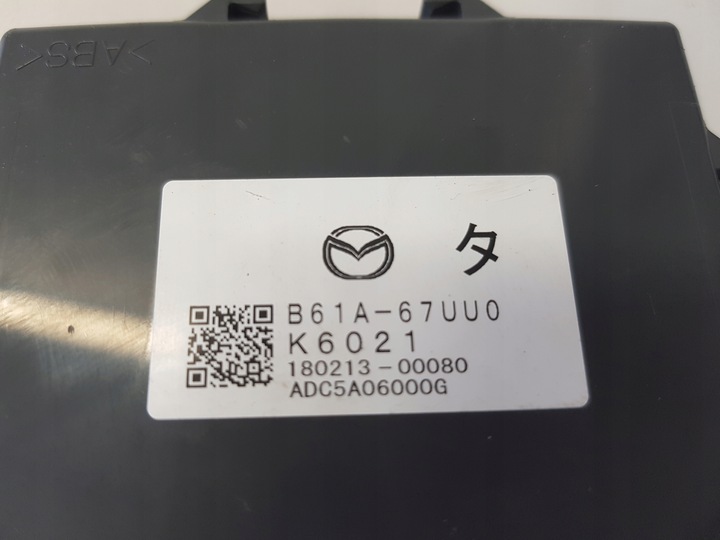 >ABS<
タ
B61A-67UU0
K6021
180213-00080
ADC5A06000G